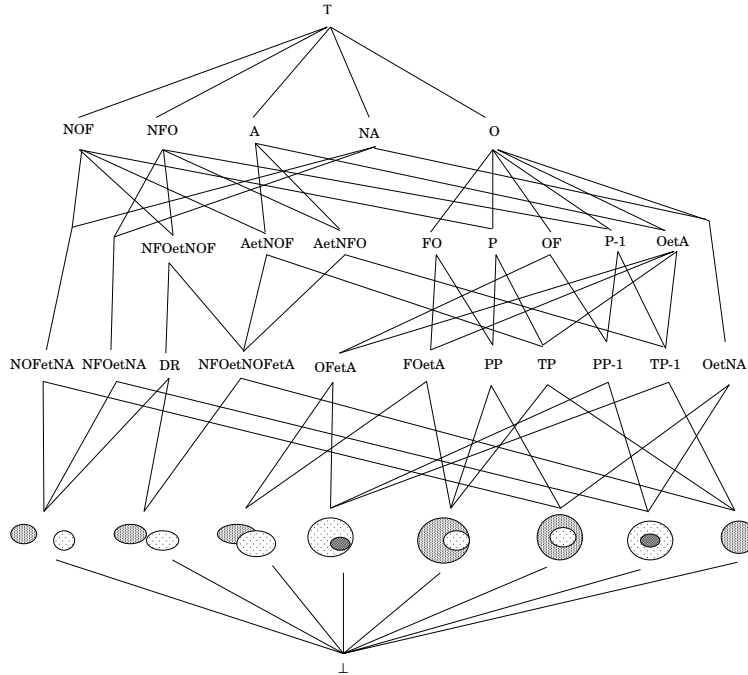 T
NOF NFO A NA O
NFOetNOF AetNOF AetNFO FO P OF P-1 OetA
NOFetNA NFOetNA DR NFOetNOFetA OFetA FOetA PP TP PP-1 TP-1 OetNA
⊥